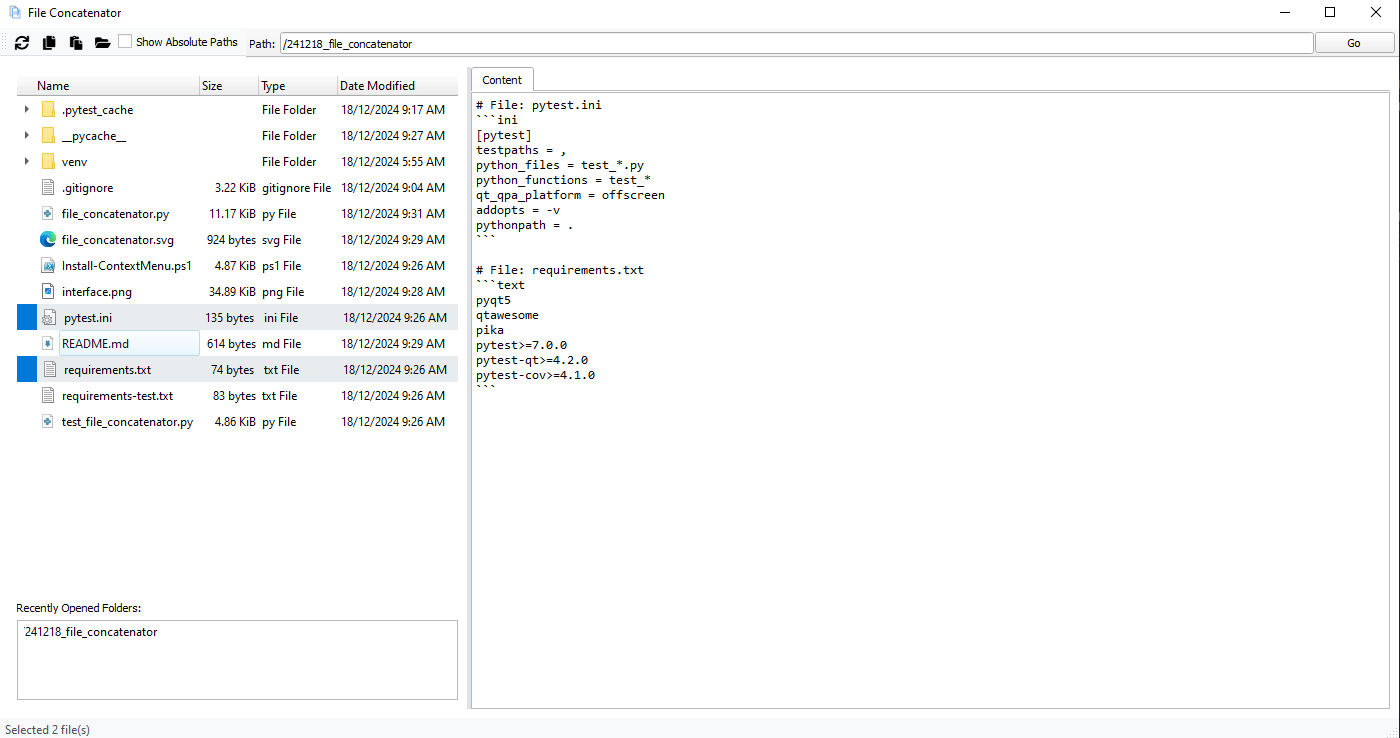 File Concatenator
Show Absolute Paths Path: /241218_file_concatenator Go
Name Size Type Date Modified
.pytest_cache File Folder 18/12/2024 9:17 AM
__pycache__ File Folder 18/12/2024 9:27 AM
venv File Folder 18/12/2024 5:55 AM
.gitignore 3.22 KiB gitignore File 18/12/2024 9:04 AM
file_concatenator.py 11.17 KiB py File 18/12/2024 9:31 AM
file_concatenator.svg 924 bytes svg File 18/12/2024 9:29 AM
Install-ContextMenu.ps1 4.87 KiB ps1 File 18/12/2024 9:26 AM
interface.png 34.89 KiB png File 18/12/2024 9:28 AM
pytest.ini 135 bytes ini File 18/12/2024 9:26 AM
README.md 614 bytes md File 18/12/2024 9:29 AM
requirements.txt 74 bytes txt File 18/12/2024 9:26 AM
requirements-test.txt 83 bytes txt File 18/12/2024 9:26 AM
test_file_concatenator.py 4.86 KiB py File 18/12/2024 9:26 AM
Recently Opened Folders:
241218_file_concatenator
Content
# File: pytest.ini
```ini
[pytest]
testpaths = ,
python_files = test_*.py
python_functions = test_*
qt_qpa_platform = offscreen
addopts = -v
pythonpath = .
```
# File: requirements.txt
```text
pyqt5
qtawesome
pika
pytest>=7.0.0
pytest-qt>=4.2.0
pytest-cov>=4.1.0
```
Selected 2 file(s)